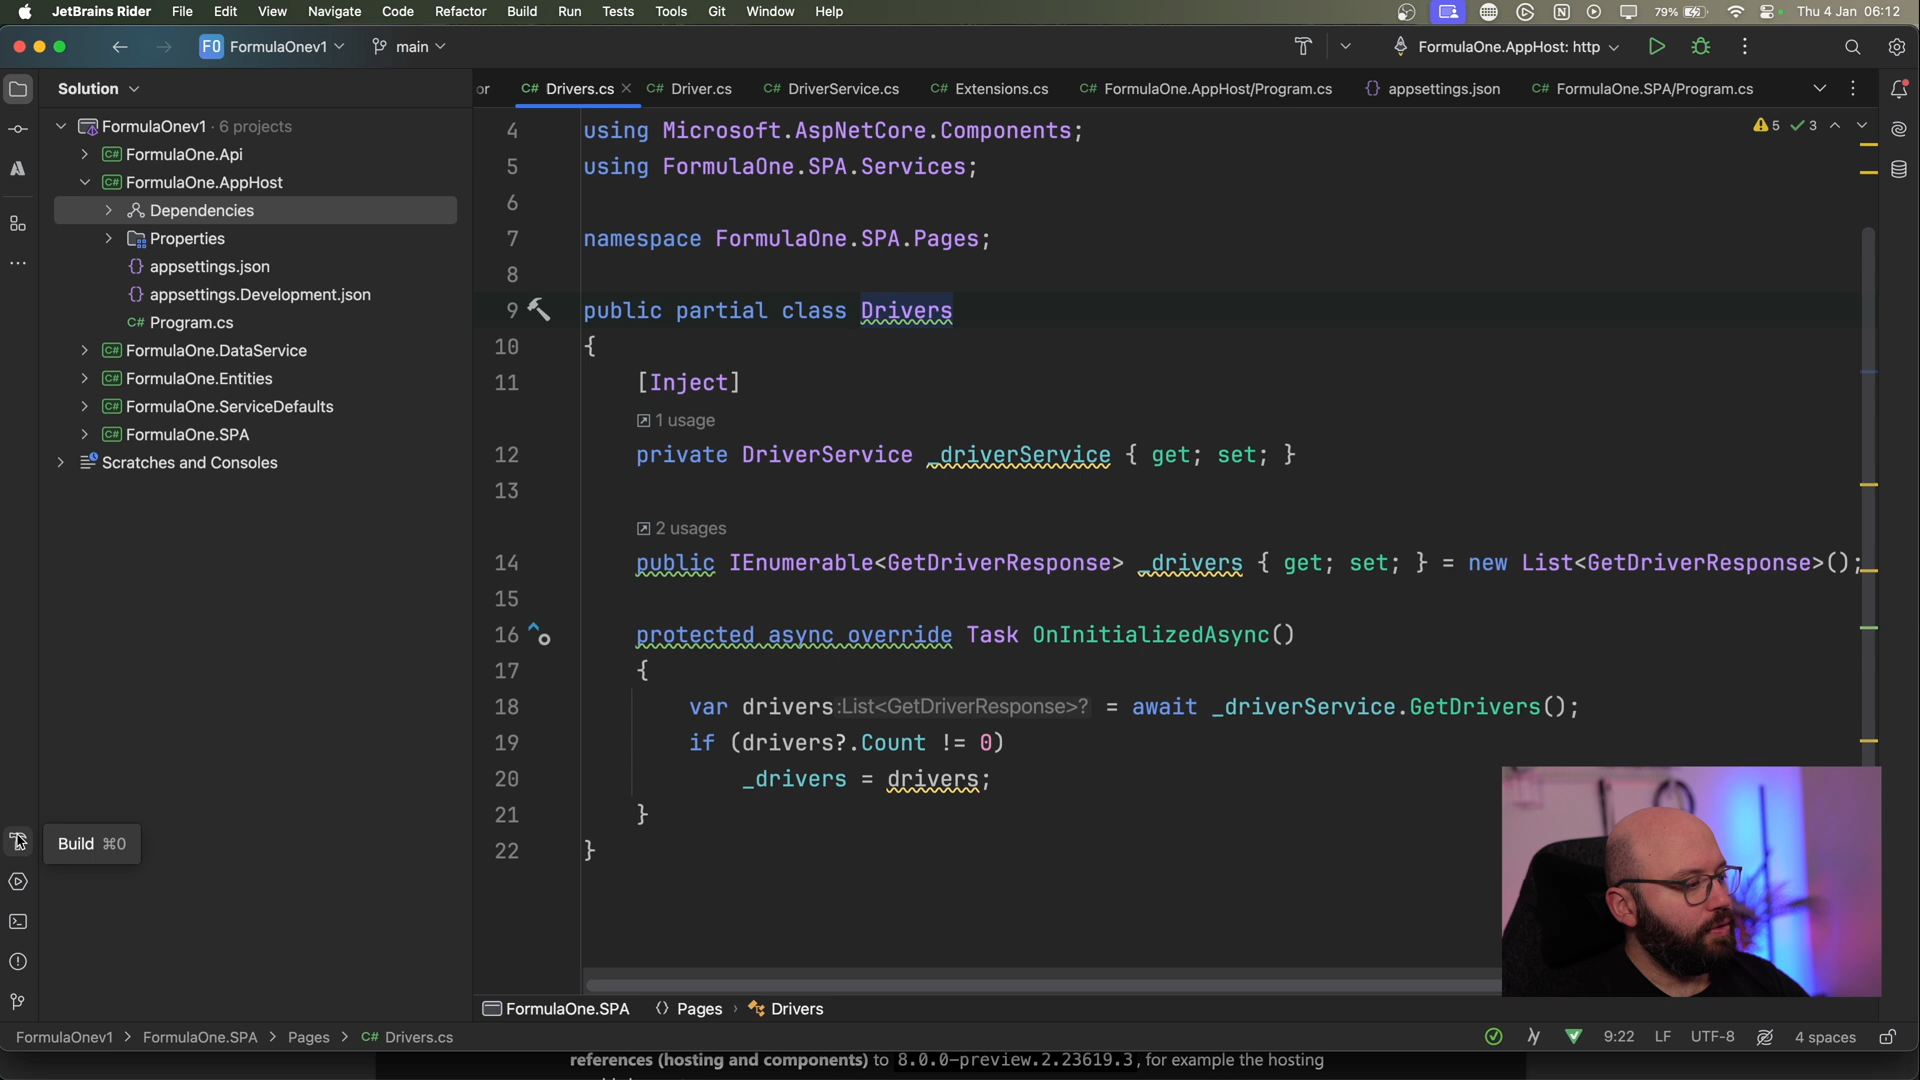 JetBrains Rider File Edit View Navigate Code Refactor Build Run Tests Tools Git Window Help 79% Thu 4 Jan 06:12
FO FormulaOnev1 main FormulaOne.AppHost: http
Solution
or C# Drivers.cs C# Driver.cs C# DriverService.cs C# Extensions.cs C# FormulaOne.AppHost/Program.cs {} appsettings.json C# FormulaOne.SPA/Program.cs
FormulaOnev1 · 6 projects
C# FormulaOne.Api
C# FormulaOne.AppHost
Dependencies
Properties
{} appsettings.json
{} appsettings.Development.json
C# Program.cs
C# FormulaOne.DataService
C# FormulaOne.Entities
C# FormulaOne.ServiceDefaults
C# FormulaOne.SPA
Scratches and Consoles
Build ⌘0
5 3
4 using Microsoft.AspNetCore.Components;
5 using FormulaOne.SPA.Services;
6
7 namespace FormulaOne.SPA.Pages;
8
9 public partial class Drivers
10 {
11 [Inject]
1 usage
12 private DriverService _driverService { get; set; }
13
2 usages
14 public IEnumerable<GetDriverResponse> _drivers { get; set; } = new List<GetDriverResponse>();
15
16 protected async override Task OnInitializedAsync()
17 {
18 var drivers :List<GetDriverResponse>? = await _driverService.GetDrivers();
19 if (drivers?.Count != 0)
20 _drivers = drivers;
21 }
22 }
FormulaOne.SPA Pages › Drivers
FormulaOnev1 › FormulaOne.SPA › Pages › C# Drivers.cs 9:22 LF UTF-8 4 spaces
references (hosting and components) to 8.0.0-preview.2.23619.3, for example the hosting